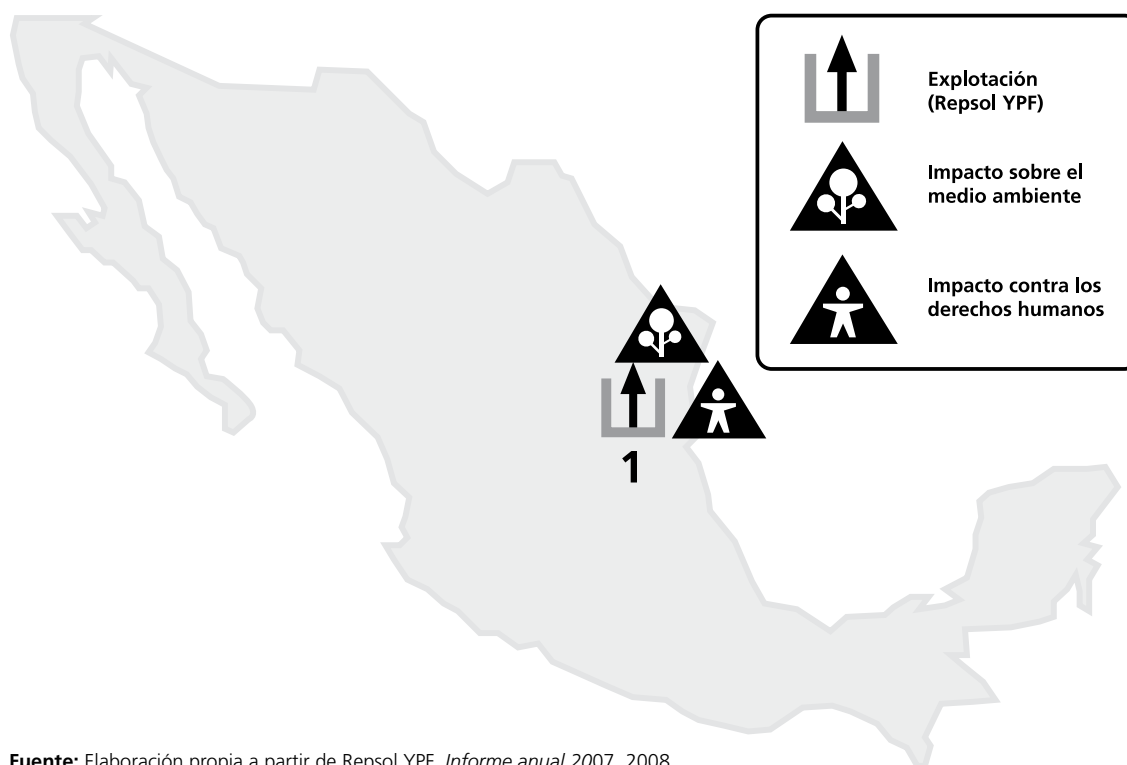 Explotación
(Repsol YPF)
Impacto sobre el
medio ambiente
Impacto contra los
derechos humanos
1
Fuente: Elaboración propia a partir de Repsol YPF, Informe anual 2007, 2008.